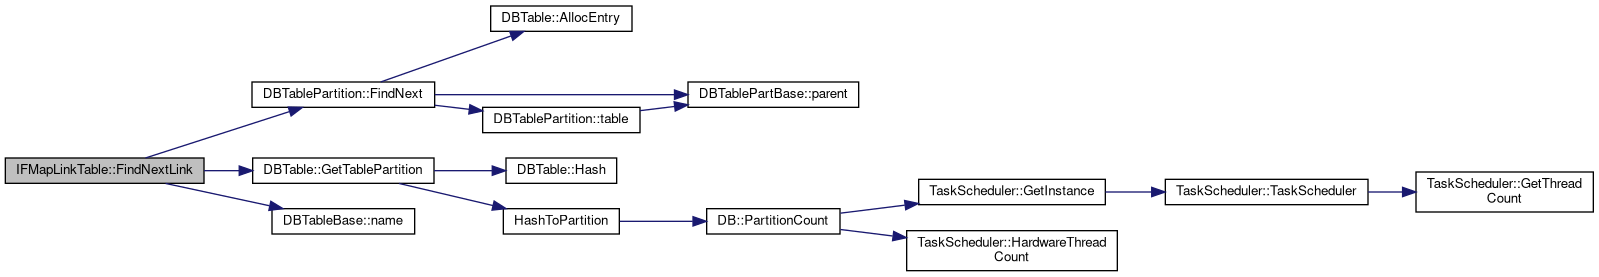 DBTable::AllocEntry
DBTablePartition::FindNext
DBTablePartBase::parent
DBTablePartition::table
IFMapLinkTable::FindNextLink
DBTable::GetTablePartition
DBTable::Hash
TaskScheduler::GetInstance
TaskScheduler::TaskScheduler
TaskScheduler::GetThread
Count
DBTableBase::name
HashToPartition
DB::PartitionCount
TaskScheduler::HardwareThread
Count